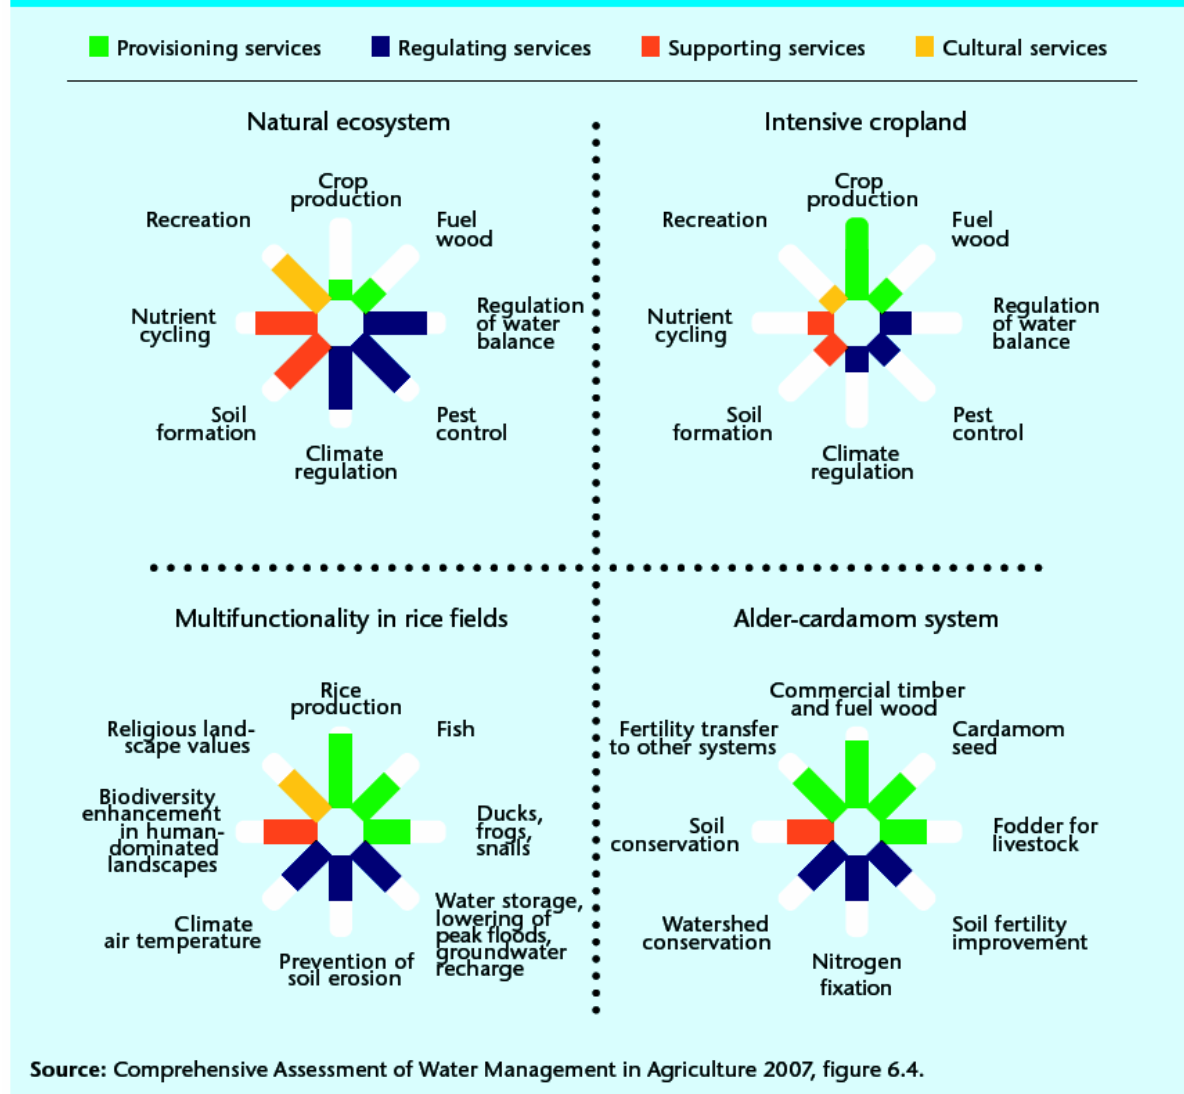 Provisioning services
Regulating services
Supporting services
Cultural services
Natural ecosystem
Crop
production
Fuel
wood
Regulation
of water
balance
Pest
control
Climate
regulation
Soil
formation
Nutrient
cycling
Recreation
Intensive cropland
Crop
production
Fuel
wood
Regulation
of water
balance
Pest
control
Climate
regulation
Soil
formation
Nutrient
cycling
Recreation
Multifunctionality in rice fields
Rice
production
Fish
Ducks,
frogs,
snails
Water storage,
lowering of
peak floods,
groundwater
recharge
Prevention of
soil erosion
Climate
air temperature
Biodiversity
enhancement
in human-
dominated
landscapes
Religious land-
scape values
Alder-cardamom system
Commercial timber
and fuel wood
Cardamom
seed
Fodder for
livestock
Soil fertility
improvement
Nitrogen
fixation
Watershed
conservation
Soil
conservation
Fertility transfer
to other systems
Source: Comprehensive Assessment of Water Management in Agriculture 2007, figure 6.4.